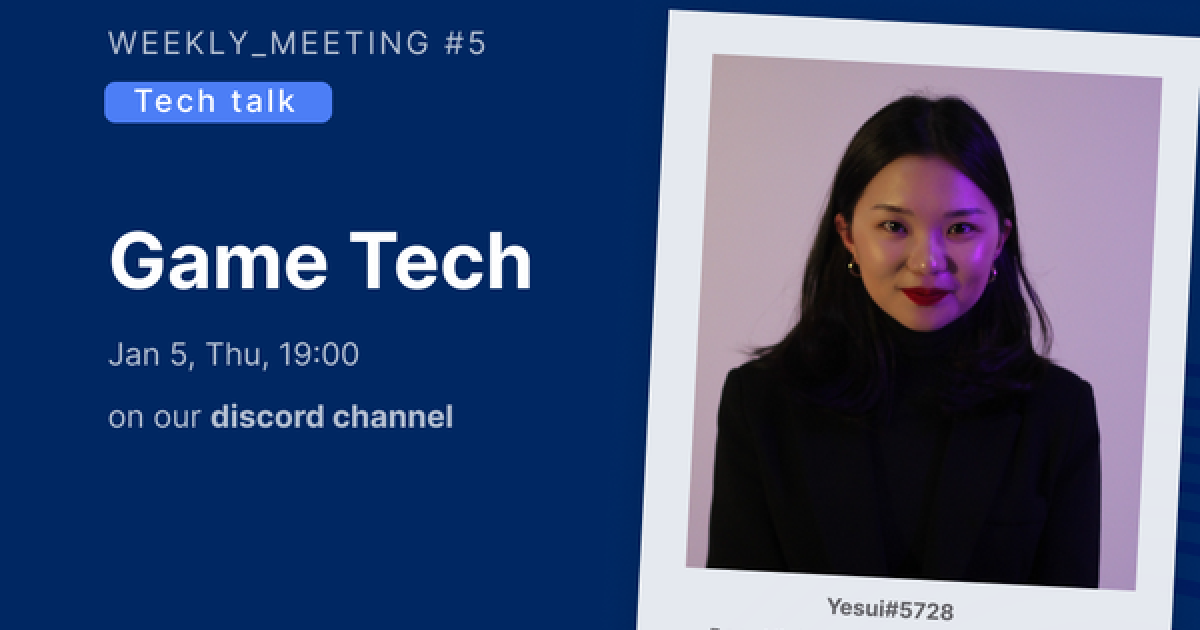 WEEKLY_MEETING #5
Tech talk
Game Tech
Jan 5, Thu, 19:00
on our discord channel
Yesui#5728